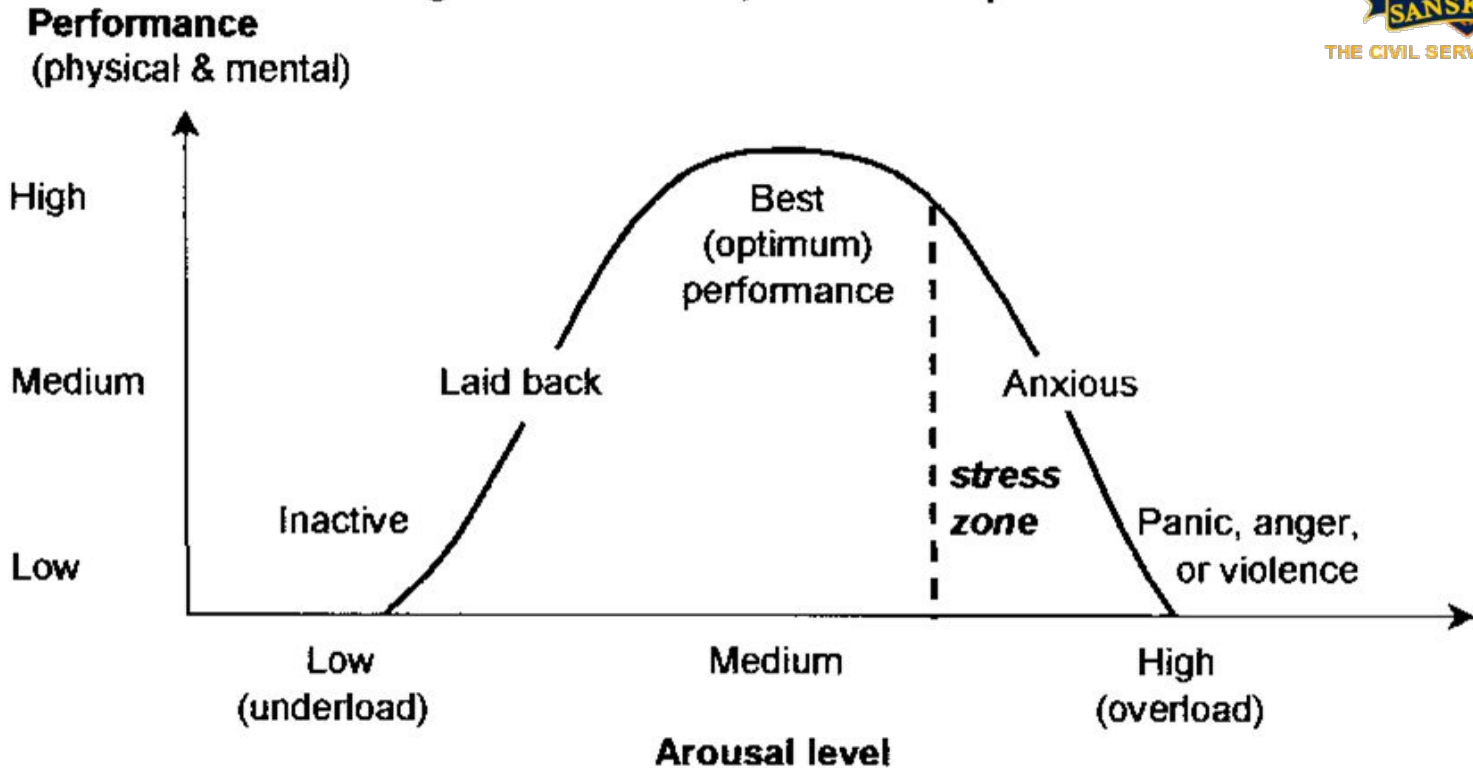 Performance
(physical & mental)
THE CIVIL
High
Best
(optimum)
performance
Medium
Laid back
Anxious
stress
zone
Inactive
Panic, anger,
or violence
Low
Low
(underload)
Medium
High
(overload)
Arousal level